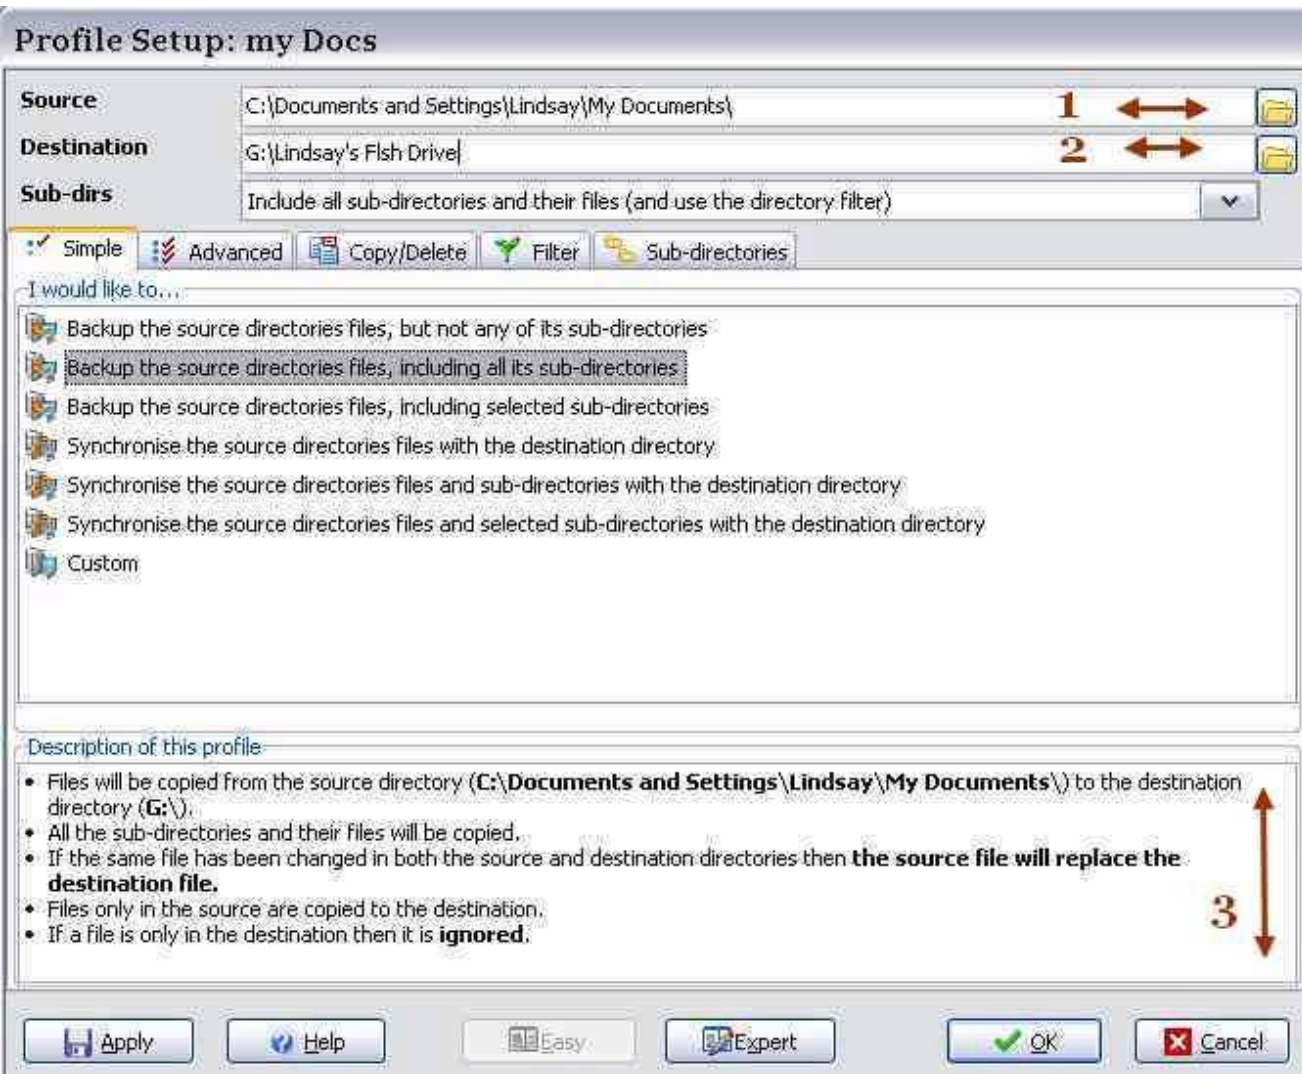 Profile Setup: my Docs
Source C:\Documents and Settings\Lindsay\My Documents\ 1
Destination G:\Lindsay's Flsh Drive 2
Sub-dirs Include all sub-directories and their files (and use the directory filter)
Simple Advanced Copy/Delete Filter Sub-directories
I would like to...
Backup the source directories files, but not any of its sub-directories
Backup the source directories files, including all its sub-directories
Backup the source directories files, including selected sub-directories
Synchronise the source directories files with the destination directory
Synchronise the source directories files and sub-directories with the destination directory
Synchronise the source directories files and selected sub-directories with the destination directory
Custom
Description of this profile
• Files will be copied from the source directory (C:\Documents and Settings\Lindsay\My Documents\) to the destination
directory (G:\).
• All the sub-directories and their files will be copied.
• If the same file has been changed in both the source and destination directories then the source file will replace the
destination file.
• Files only in the source are copied to the destination.
• If a file is only in the destination then it is ignored.
3
Apply Help Easy Expert OK Cancel